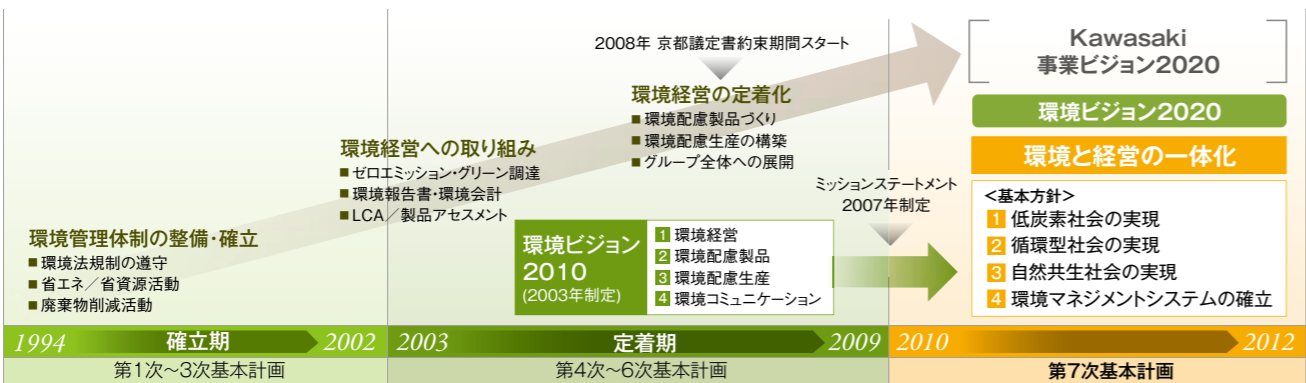 2008年 京都議定書約束期間スタート
Kawasaki
事業ビジョン2020
環境ビジョン2020
環境と経営の一体化
<基本方針>
1 低炭素社会の実現
2 循環型社会の実現
3 自然共生社会の実現
4 環境マネジメントシステムの確立
環境経営の定着化
■環境配慮製品づくり
■環境配慮生産の構築
■グループ全体への展開
環境経営への取り組み
■ゼロエミッション・グリーン調達
■環境報告書・環境会計
■LCA/製品アセスメント
ミッションステートメント
2007年制定
環境管理体制の整備・確立
■環境法規制の遵守
■省エネ/省資源活動
■廃棄物削減活動
環境ビジョン
2010
(2003年制定)
1 環境経営
2 環境配慮製品
3 環境配慮生産
4 環境コミュニケーション
1994 確立期 2002 2003 定着期 2009 2010 2012
第1次~3次基本計画 第4次~6次基本計画 第7次基本計画